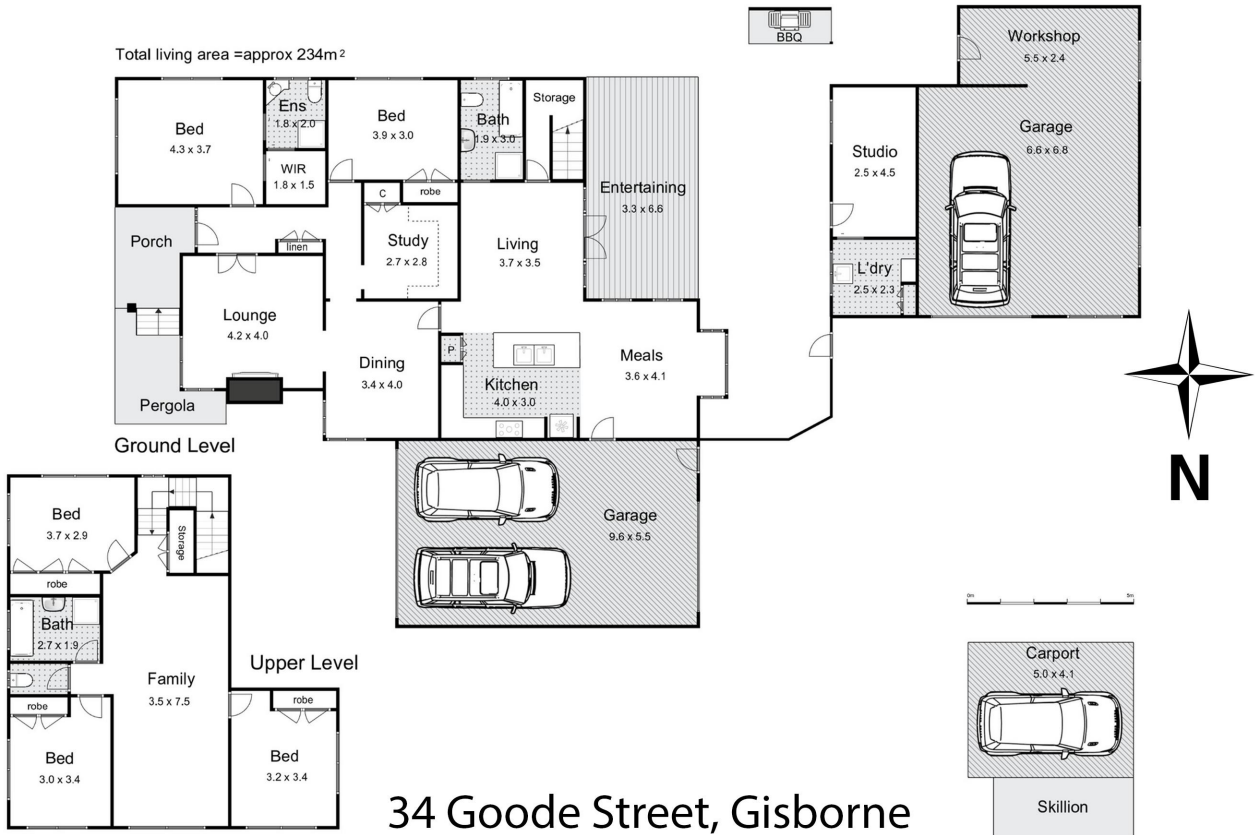 Total living area =approx 234m²
BBQ
Workshop
5.5 x 2.4
Garage
6.6 x 6.8
Studio
2.5 x 4.5
L'dry
2.5 x 2.3
Bed
4.3 x 3.7
Ens
1.8 x 2.0
WIR
1.8 x 1.5
Bed
3.9 x 3.0
Bath
1.9 x 3.0
Storage
Entertaining
3.3 x 6.6
C
robe
Porch
linen
Study
2.7 x 2.8
Living
3.7 x 3.5
Lounge
4.2 x 4.0
Dining
3.4 x 4.0
P
Kitchen
4.0 x 3.0
Meals
3.6 x 4.1
Pergola
Ground Level
Garage
9.6 x 5.5
N
Bed
3.7 x 2.9
Storage
robe
Bath
2.7 x 1.9
Family
3.5 x 7.5
Upper Level
robe
Bed
3.0 x 3.4
robe
Bed
3.2 x 3.4
0m
5m
Carport
5.0 x 4.1
Skillion
34 Goode Street, Gisborne